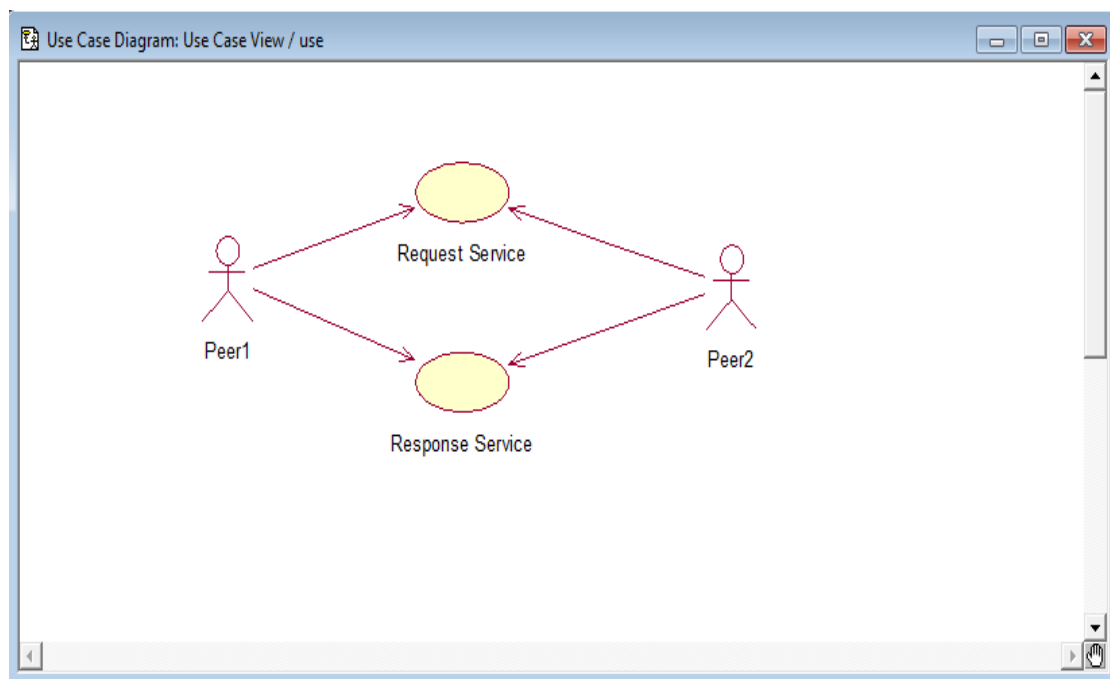 Use Case Diagram: Use Case View / use
Request Service
Peer1
Peer2
Response Service